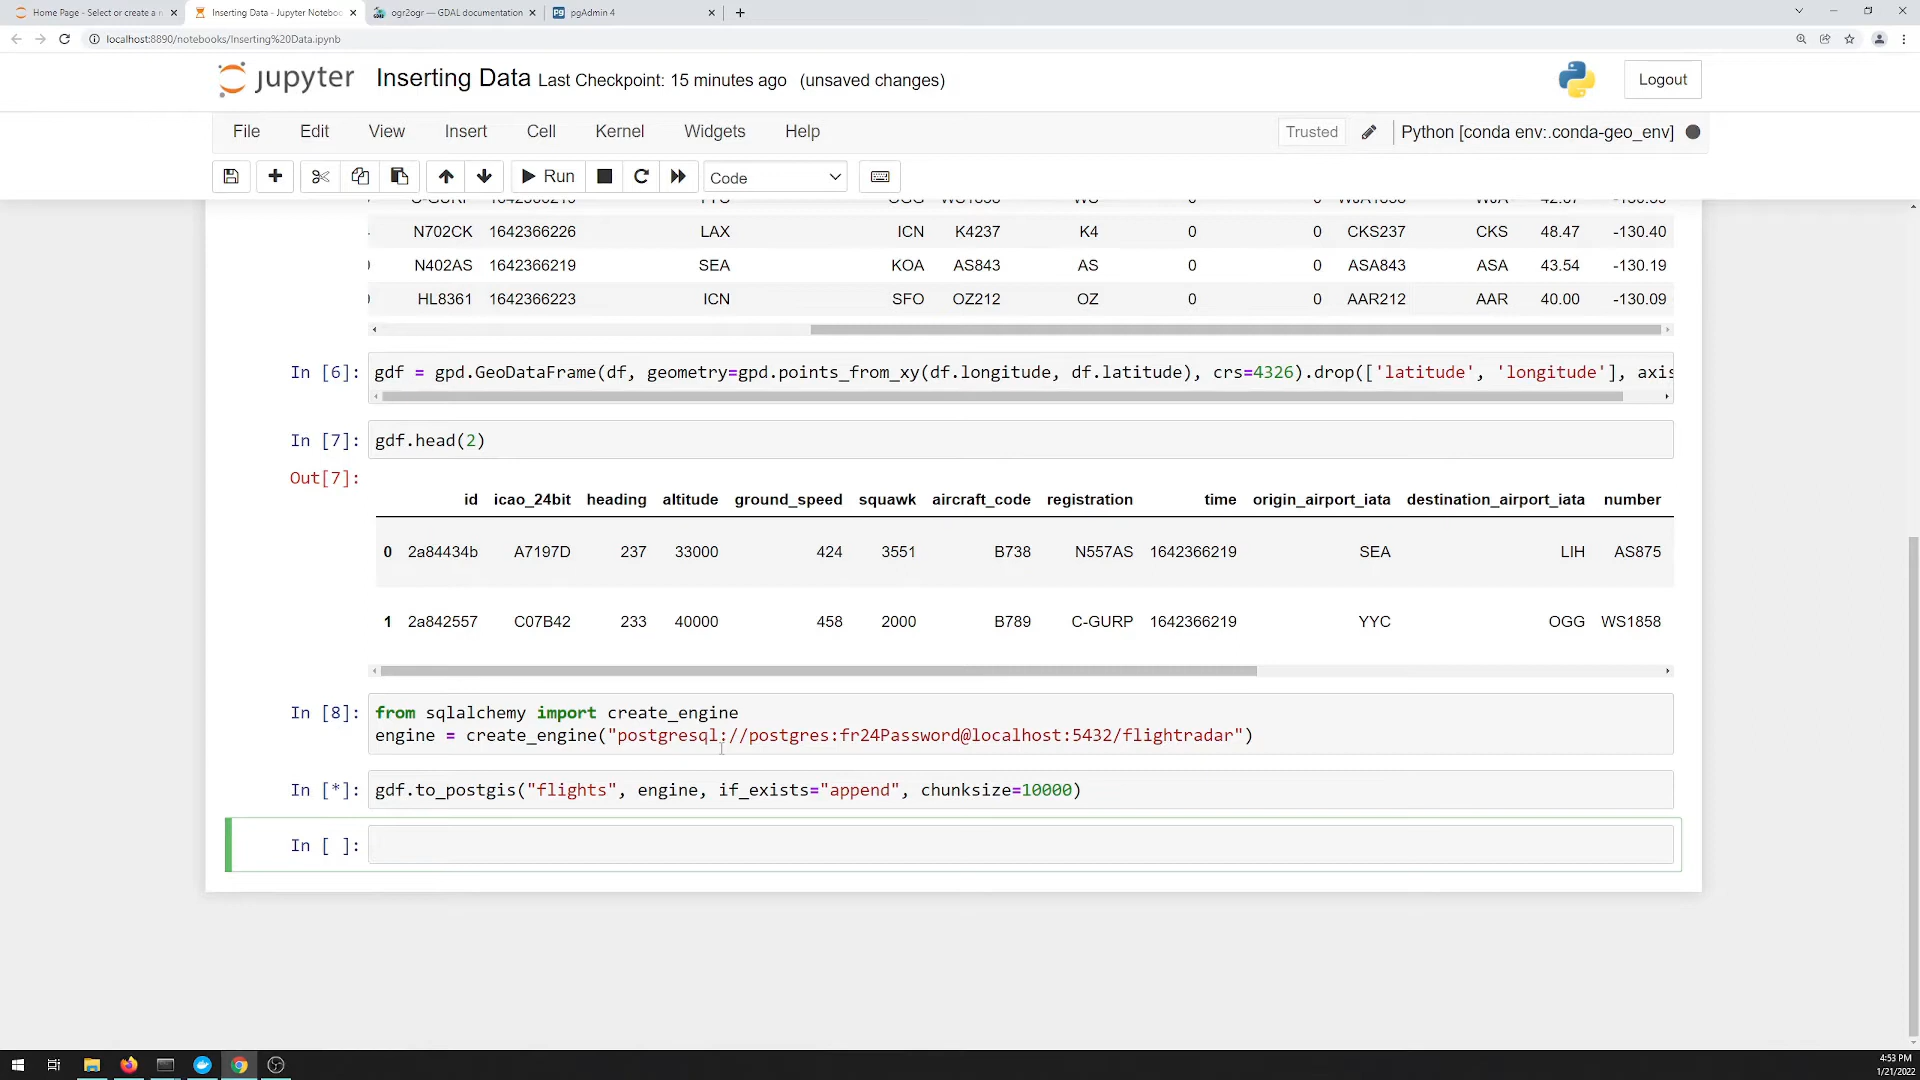 Home Page - Select or create a n
Inserting Data - Jupyter Noteboo
ogr2ogr — GDAL documentation
pgAdmin 4
localhost:8890/notebooks/Inserting%20Data.ipynb
jupyter Inserting Data Last Checkpoint: 15 minutes ago (unsaved changes)
Logout
File Edit View Insert Cell Kernel Widgets Help
Trusted Python [conda env:.conda-geo_env]
Run Code
N702CK 1642366226 LAX ICN K4237 K4 0 0 CKS237 CKS 48.47 -130.40
N402AS 1642366219 SEA KOA AS843 AS 0 0 ASA843 ASA 43.54 -130.19
HL8361 1642366223 ICN SFO OZ212 OZ 0 0 AAR212 AAR 40.00 -130.09
In [6]: gdf = gpd.GeoDataFrame(df, geometry=gpd.points_from_xy(df.longitude, df.latitude), crs=4326).drop(['latitude', 'longitude'], axis
In [7]: gdf.head(2)
Out[7]:
id icao_24bit heading altitude ground_speed squawk aircraft_code registration time origin_airport_iata destination_airport_iata number
0 2a84434b A7197D 237 33000 424 3551 B738 N557AS 1642366219 SEA LIH AS875
1 2a842557 C07B42 233 40000 458 2000 B789 C-GURP 1642366219 YYC OGG WS1858
In [8]: from sqlalchemy import create_engine
engine = create_engine("postgresql://postgres:fr24Password@localhost:5432/flightradar")
In [*]: gdf.to_postgis("flights", engine, if_exists="append", chunksize=10000)
In [ ]:
4:53 PM
1/21/2022